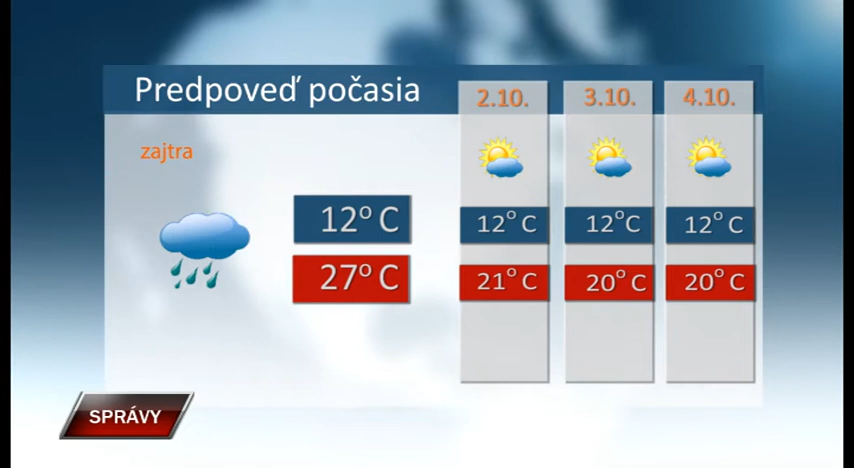 Predpoveď počasia
zajtra
12° C
27° C
2.10. 3.10. 4.10.
12° C 12°C 12° C
21° C 20° C 20° C
SPRÁVY